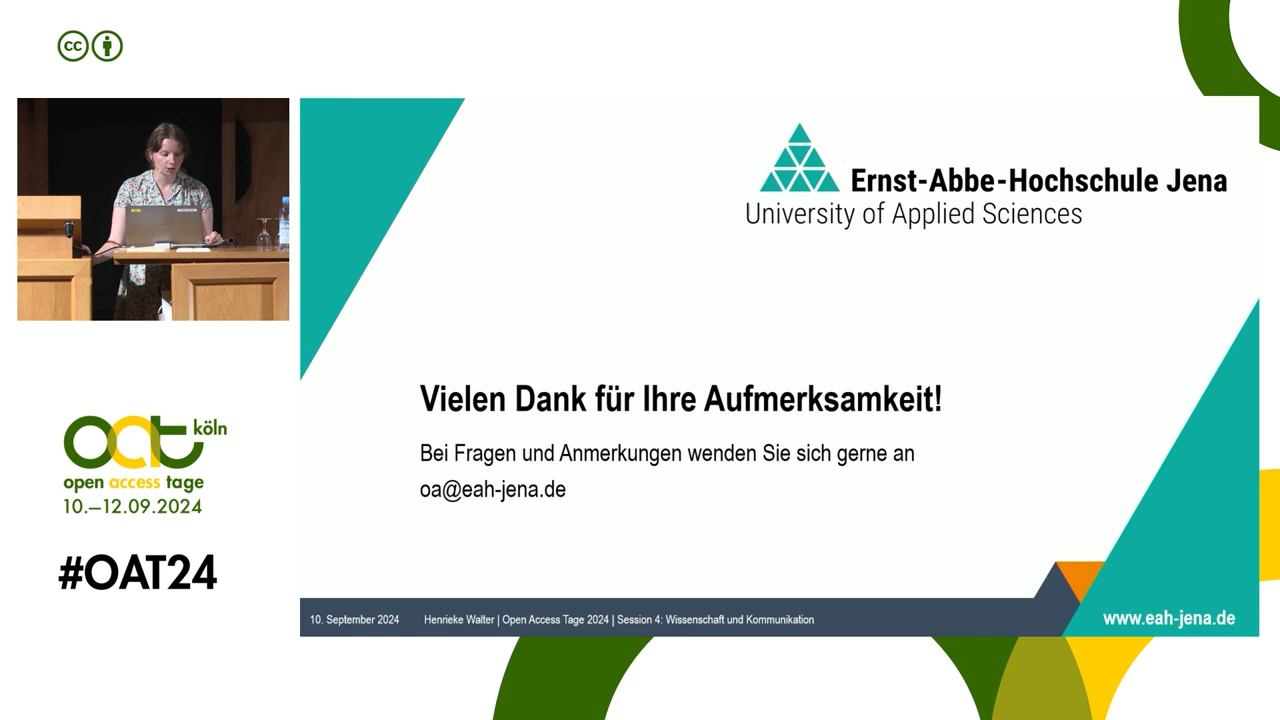 cc
Ernst-Abbe-Hochschule Jena
University of Applied Sciences
Vielen Dank für Ihre Aufmerksamkeit!
Bei Fragen und Anmerkungen wenden Sie sich gerne an
oa@eah-jena.de
oat köln
open access tage
10.–12.09.2024
#OAT24
10. September 2024 Henrieke Walter | Open Access Tage 2024 | Session 4: Wissenschaft und Kommunikation
www.eah-jena.de